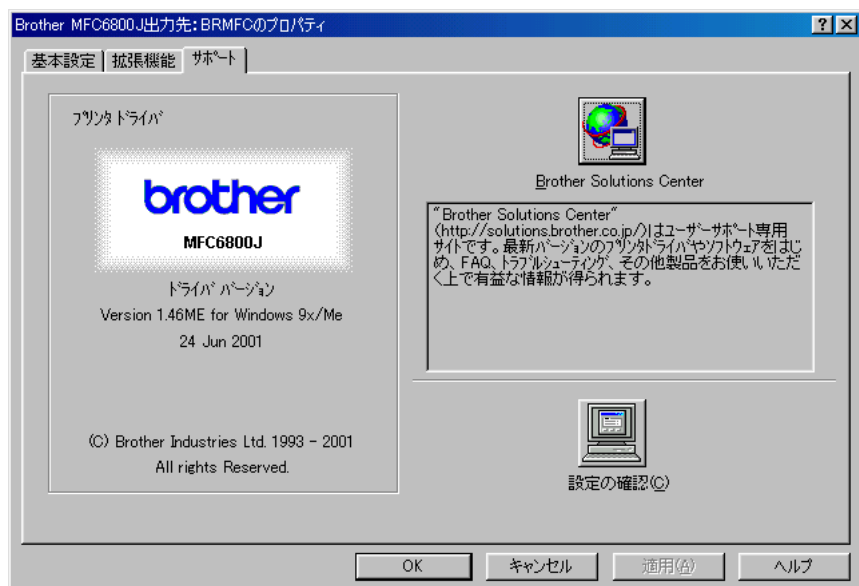 Brother MFC6800J出力先: BRMFCのプロパティ
基本設定
拡張機能
サポート
プリンタ ドライバ
brother
MFC6800J
ドライバ バージョン
Version 1.46ME for Windows 9x/Me
24 Jun 2001
(C) Brother Industries Ltd. 1993 - 2001
All rights Reserved.
Brother Solutions Center
"Brother Solutions Center"
(http://solutions.brother.co.jp/)はユーザーサポート専用
サイトです。最新バージョンのプリンタドライバやソフトウェアをはじ
め、FAQ、トラブルシューティング、その他製品をお使いいただ
く上で有益な情報が得られます。
設定の確認(C)
OK
キャンセル
適用(A)
ヘルプ